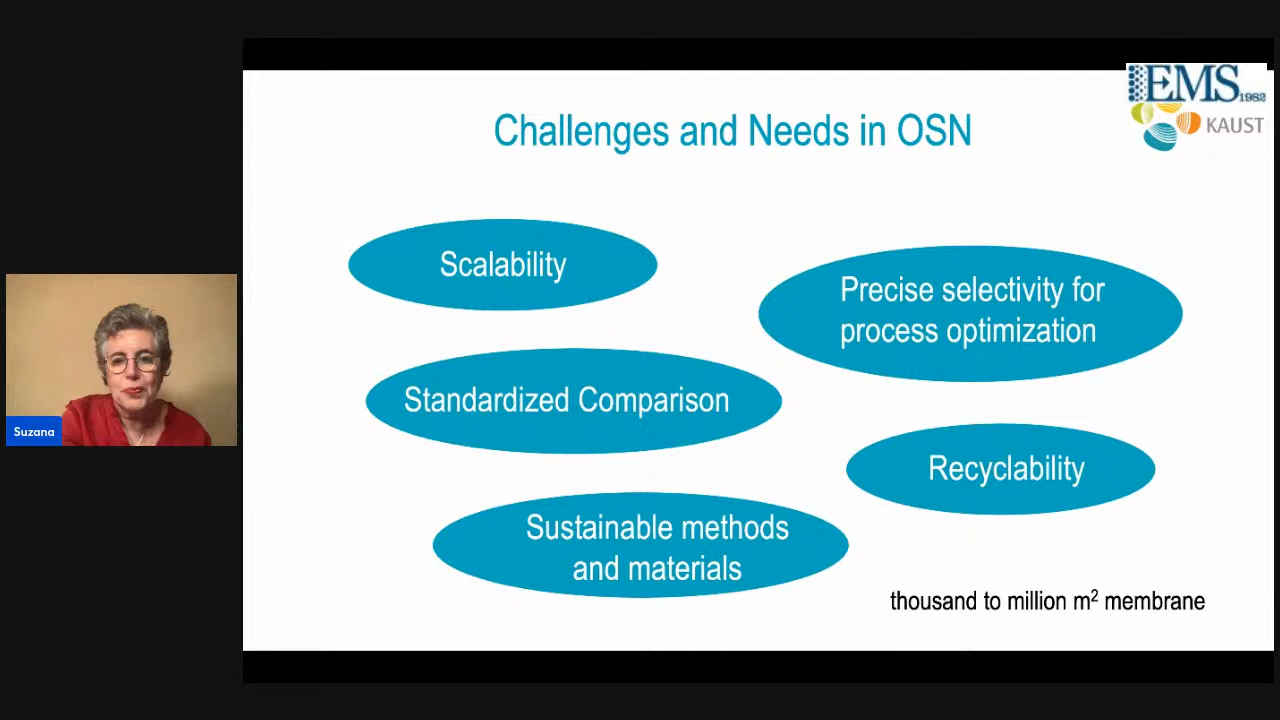 EMS 1982
KAUST
Challenges and Needs in OSN
Scalability
Precise selectivity for
process optimization
Standardized Comparison
Recyclability
Sustainable methods
and materials
thousand to million m² membrane
Suzana